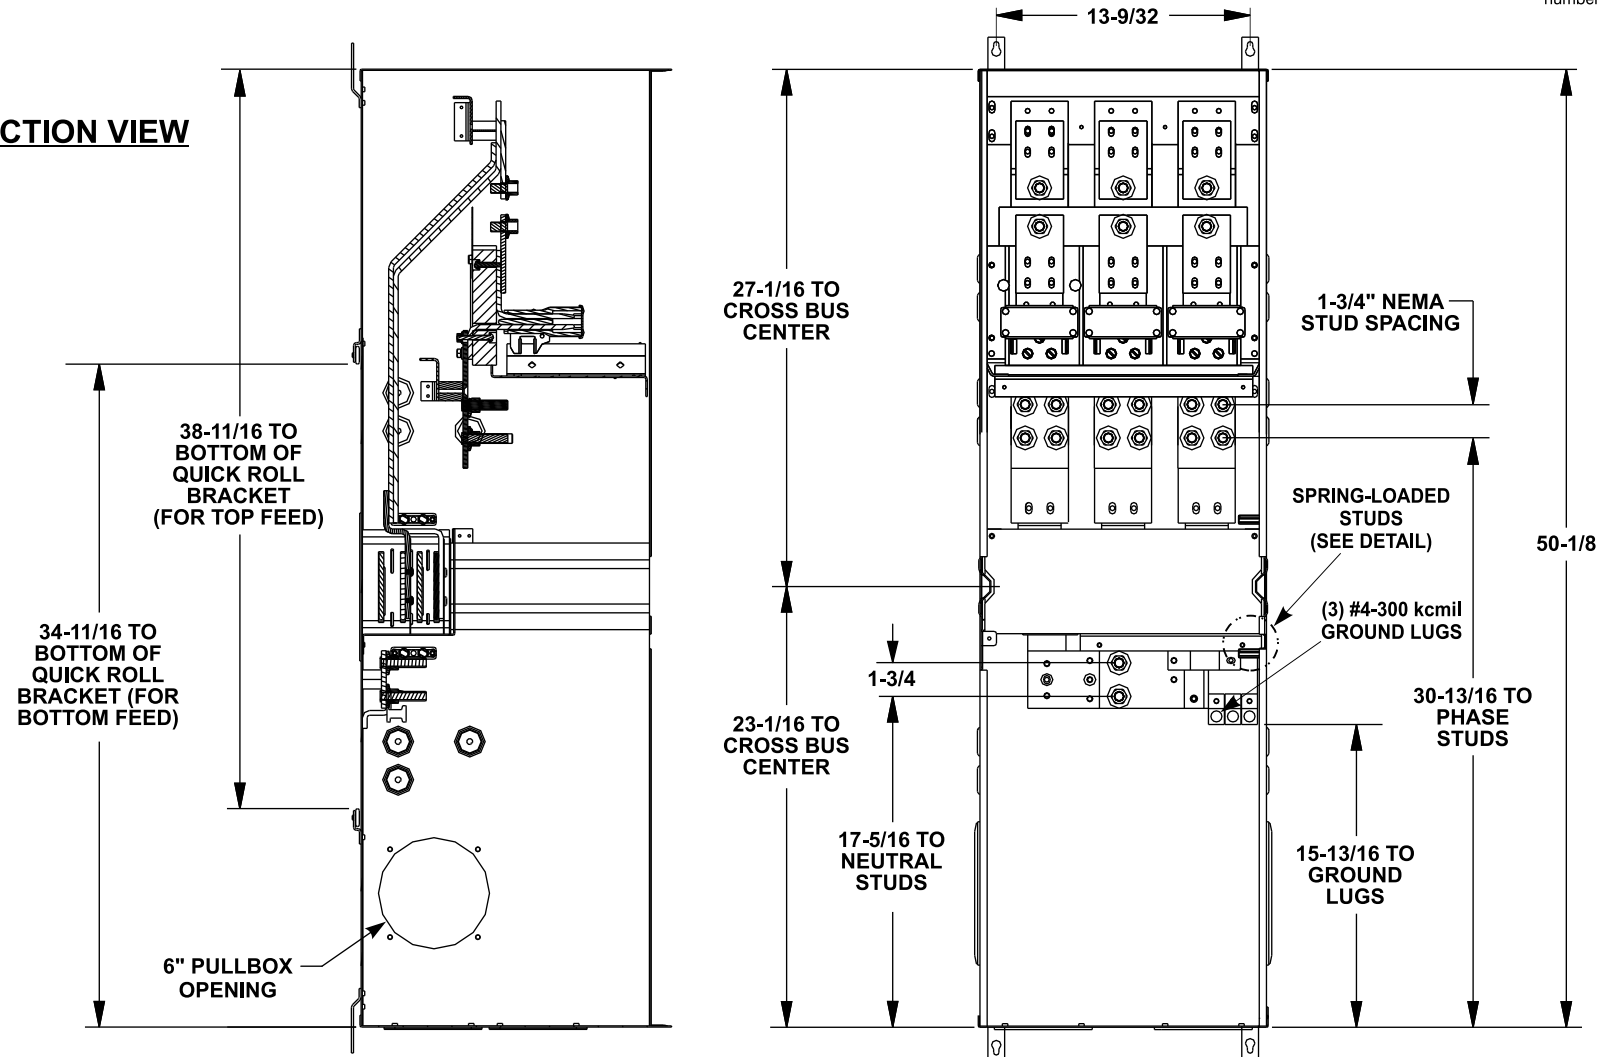 number
13-9/32
CTION VIEW
27-1/16 TO
CROSS BUS
CENTER
1-3/4" NEMA
STUD SPACING
38-11/16 TO
BOTTOM OF
QUICK ROLL
BRACKET
(FOR TOP FEED)
SPRING-LOADED
STUDS
(SEE DETAIL)
50-1/8
34-11/16 TO
BOTTOM OF
QUICK ROLL
BRACKET (FOR
BOTTOM FEED)
(3) #4-300 kcmil
GROUND LUGS
1-3/4
23-1/16 TO
CROSS BUS
CENTER
30-13/16 TO
PHASE
STUDS
17-5/16 TO
NEUTRAL
STUDS
15-13/16 TO
GROUND
LUGS
6" PULLBOX
OPENING